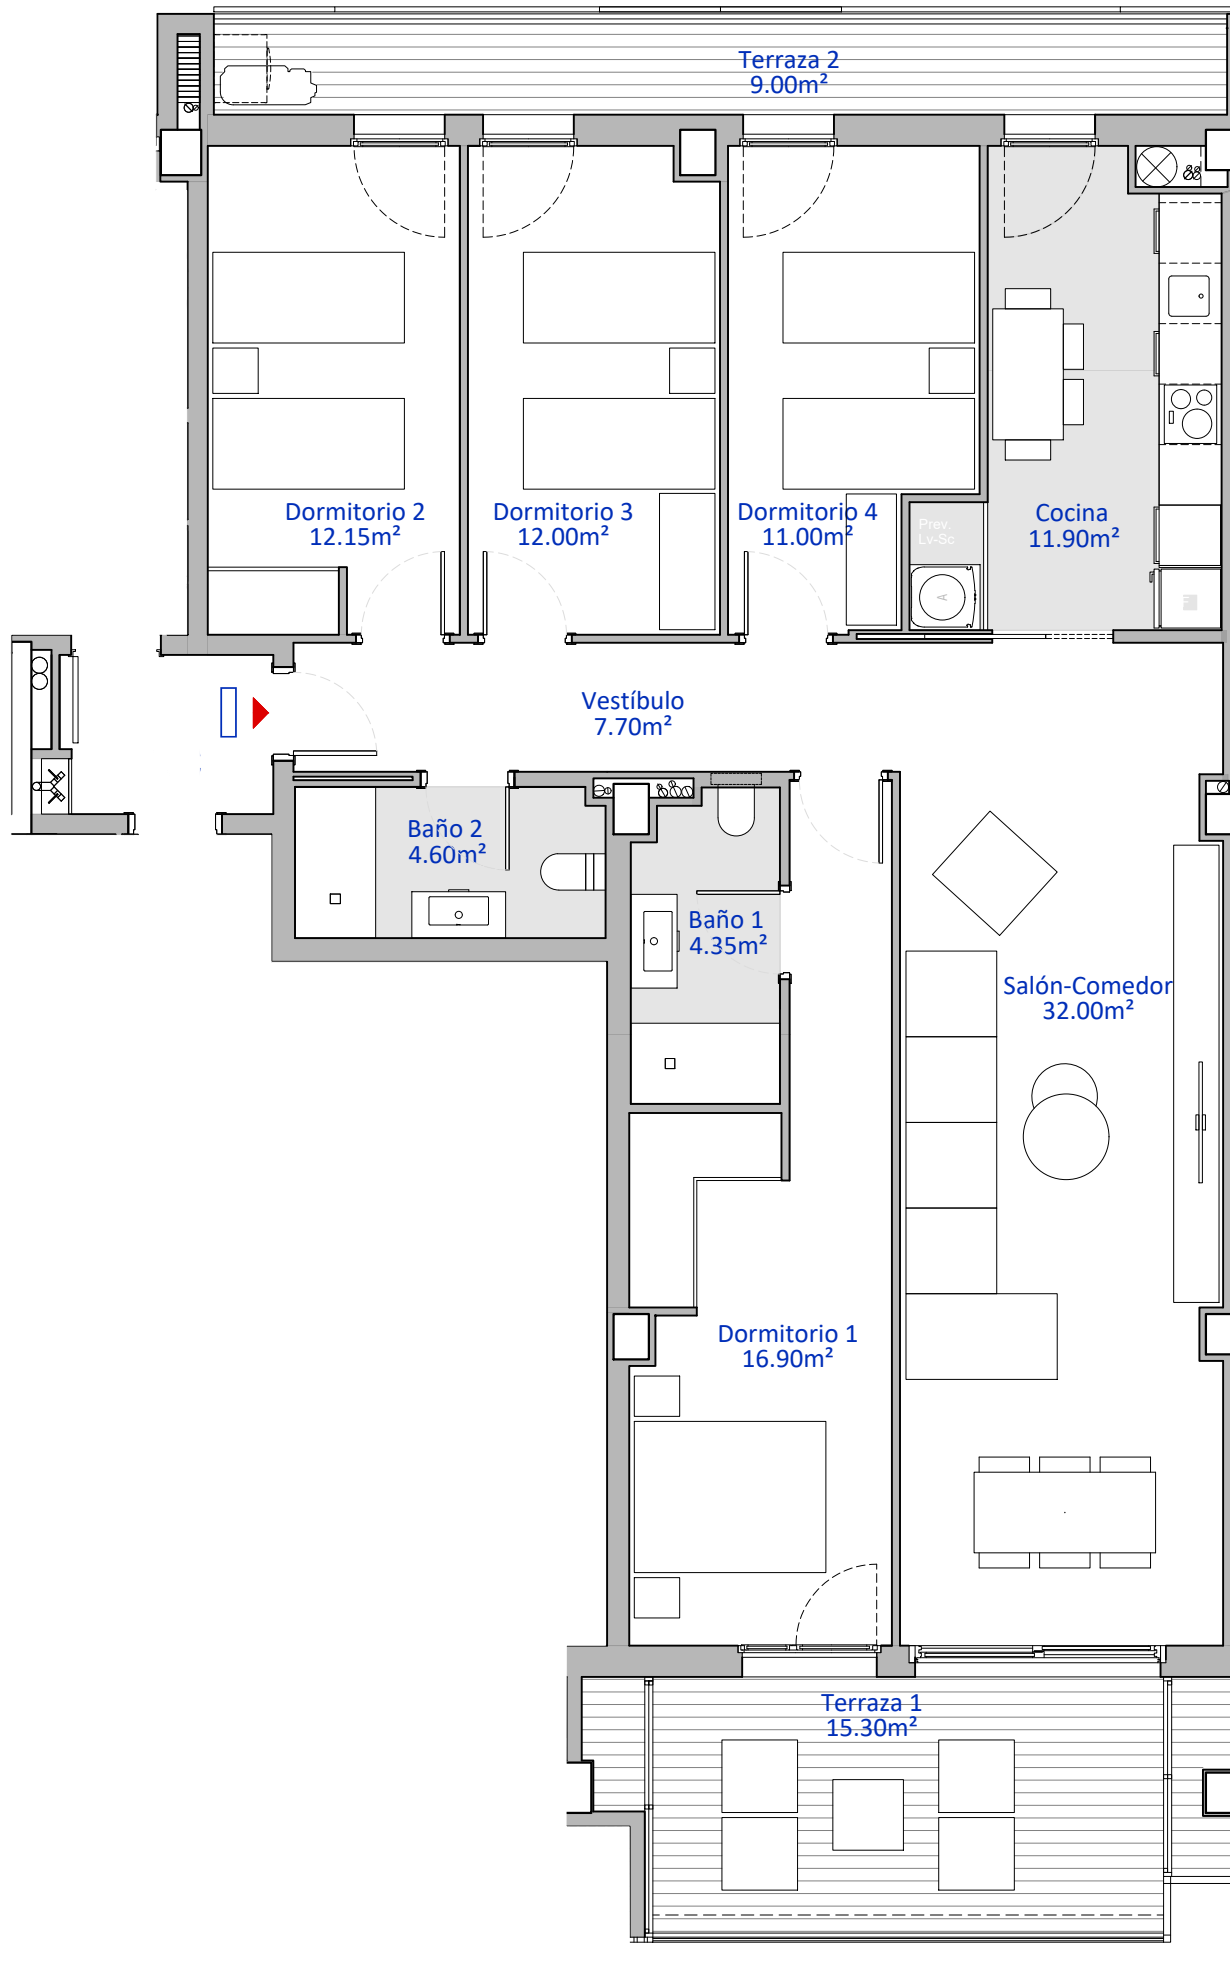 Terraza 2
9.00m²
Dormitorio 2
12.15m²
Dormitorio 3
12.00m²
Dormitorio 4
11.00m²
Prev.
Lv-Sc
Cocina
11.90m²
A
F
Vestíbulo
7.70m²
Baño 2
4.60m²
Baño 1
4.35m²
Salón-Comedor
32.00m²
Dormitorio 1
16.90m²
Terraza 1
15.30m²